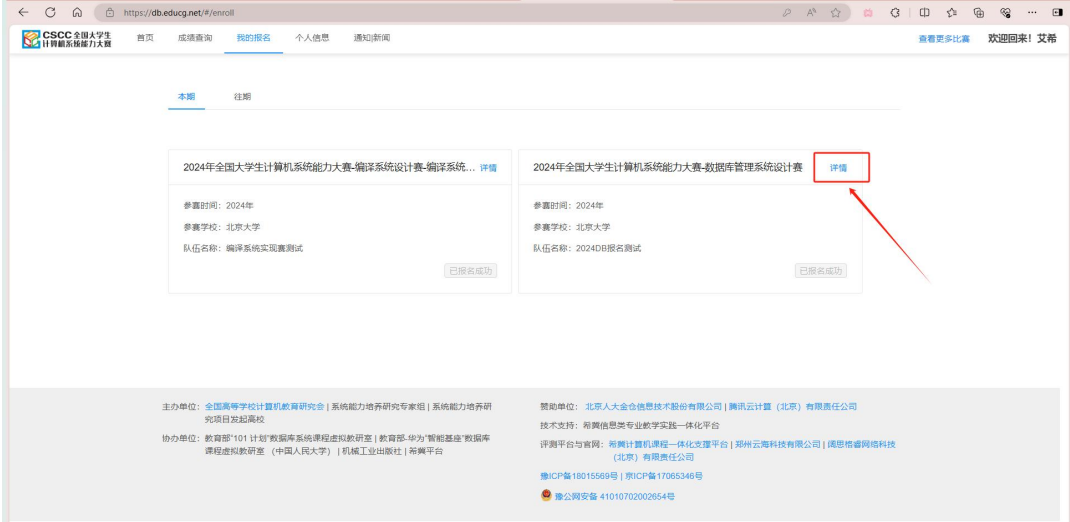 https://db.educg.net/#/enroll
CSCC 全国大学生
计算机系统能力大赛
首页 成绩查询 我的报名 个人信息 通知|新闻
查看更多比赛 欢迎回来！艾希
本期 往期
2024年全国大学生计算机系统能力大赛-编译系统设计赛-编译系统... 详情
参赛时间：2024年
参赛学校：北京大学
队伍名称：编译系统实现赛测试
已报名成功
2024年全国大学生计算机系统能力大赛-数据库管理系统设计赛 详情
参赛时间：2024年
参赛学校：北京大学
队伍名称：2024DB报名测试
已报名成功
主办单位：全国高等学校计算机教育研究会 | 系统能力培养研究专家组 | 系统能力培养研
究项目发起高校
协办单位：教育部"101 计划"数据库系统课程虚拟教研室 | 教育部-华为"智能基座"数据库
课程虚拟教研室 （中国人民大学） | 机械工业出版社 | 希冀平台
赞助单位：北京人大金仓信息技术股份有限公司 | 腾讯云计算（北京）有限责任公司
技术支持：希冀信息类专业教学实践一体化平台
评测平台与官网：希冀计算机课程一体化支撑平台 | 郑州云海科技有限公司 | 阔思格睿网络科技
（北京）有限责任公司
豫ICP备18015569号 | 京ICP备17065346号
豫公网安备 41010702002654号